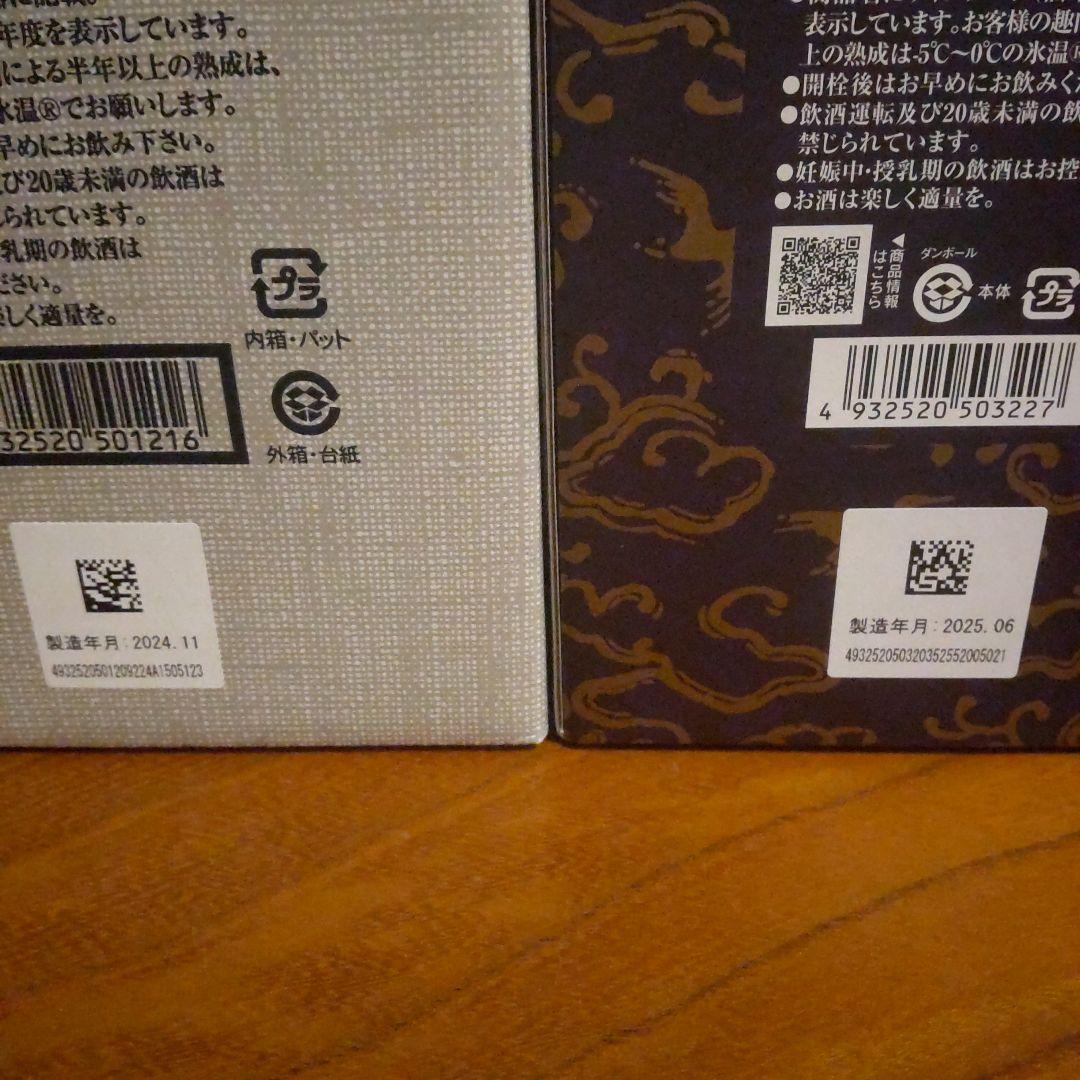 年度を表示しています。
による半年以上の熟成は、
氷温®でお願いします。
早めにお飲み下さい。
び20歳未満の飲酒は
られています。
乳期の飲酒は
ださい。
しく適量を。
プラ
内箱・パット
32520 501216
外箱・台紙
製造年月:2024.11
4932520501209224A1505123
表示しています。お客様の趣
上の熟成は-5℃〜0℃の氷温
●開栓後はお早めにお飲みく
●飲酒運転及び20歳未満の飲
禁じられています。
●妊娠中・授乳期の飲酒はお控
●お酒は楽しく適量を。
▲商品情報
はこちら
ダンボール
本体
プラ
4 932520 503227
製造年月:2025.06
493252050320352552005021